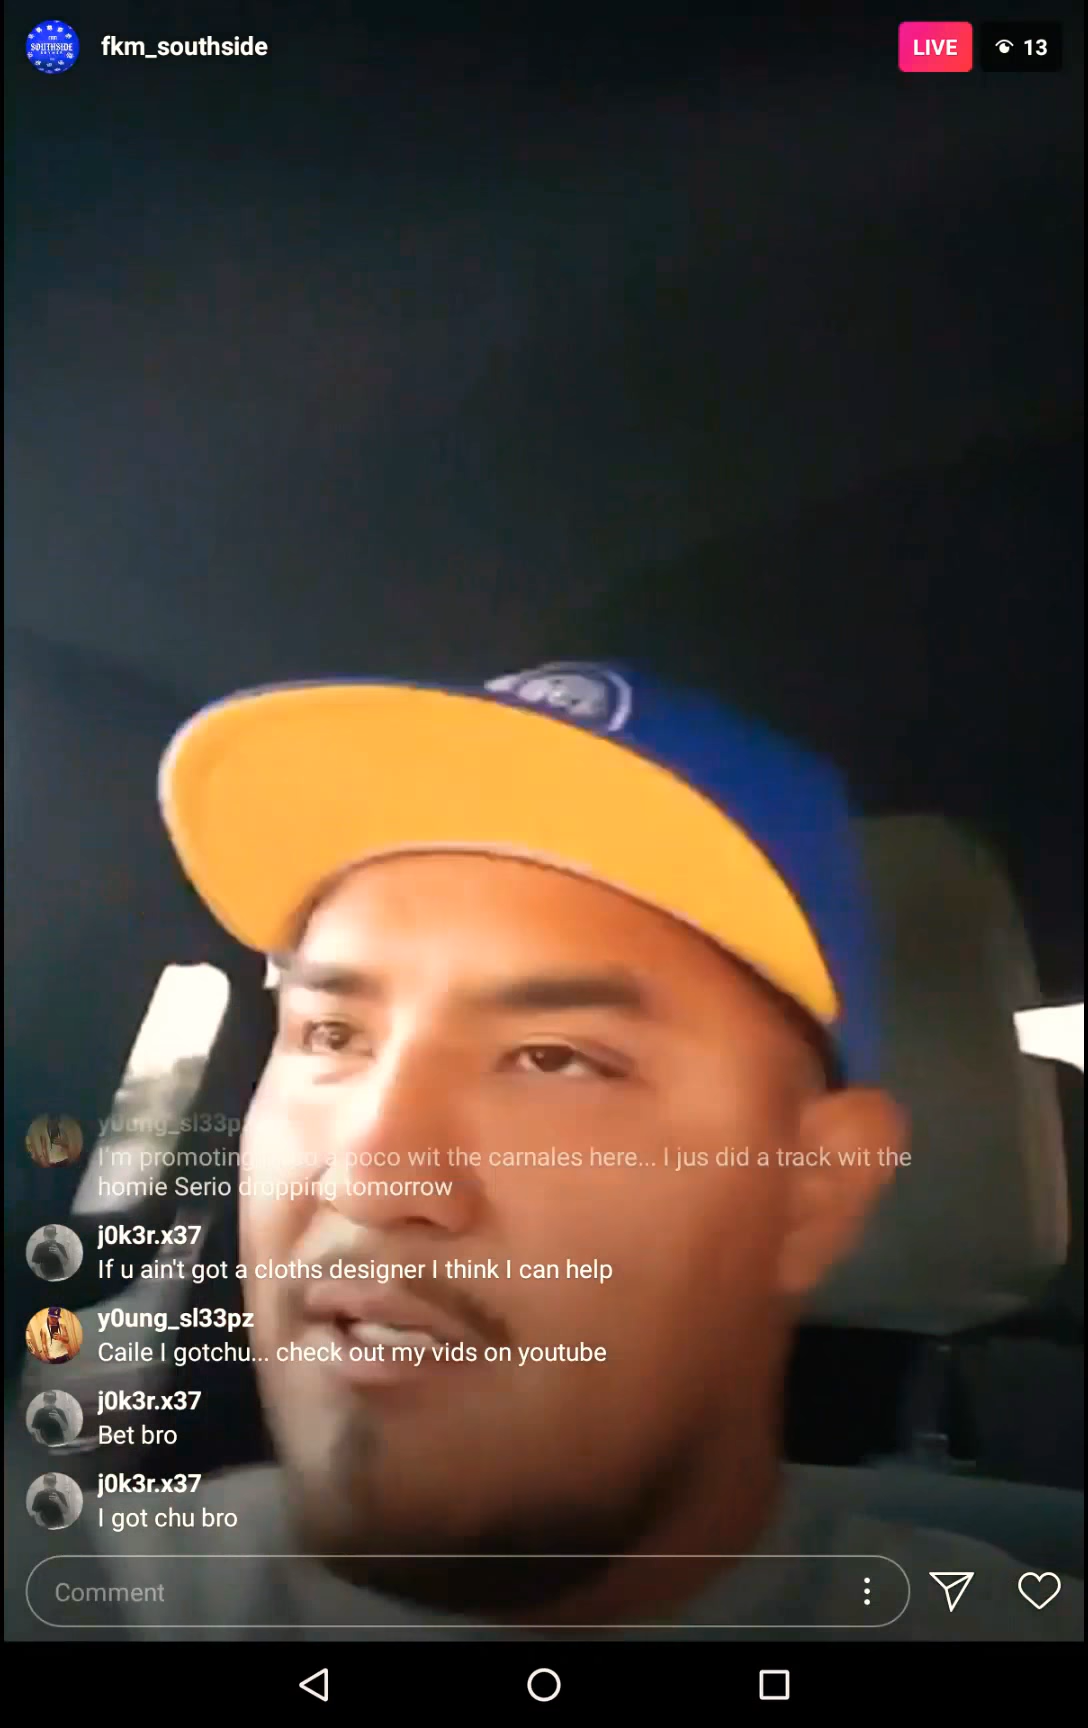 SOUTHSIDE
fkm_southside
LIVE
13
y0ung_sl33pz
I'm promoting a poco wit the carnales here... I jus did a track wit the
homie Serio dropping tomorrow
j0k3r.x37
If u ain't got a cloths designer I think I can help
y0ung_sl33pz
Caile I gotchu... check out my vids on youtube
j0k3r.x37
Bet bro
j0k3r.x37
I got chu bro
Comment